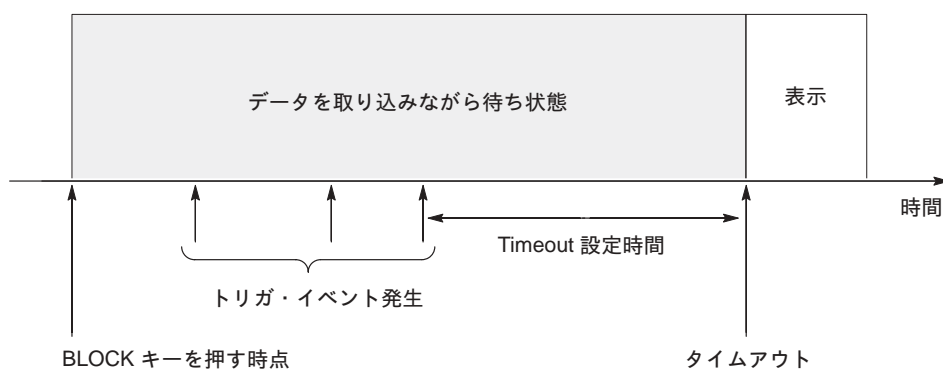 データを取り込みながら待ち状態
表示
時間
Timeout 設定時間
トリガ・イベント発生
BLOCK キーを押す時点
タイムアウト